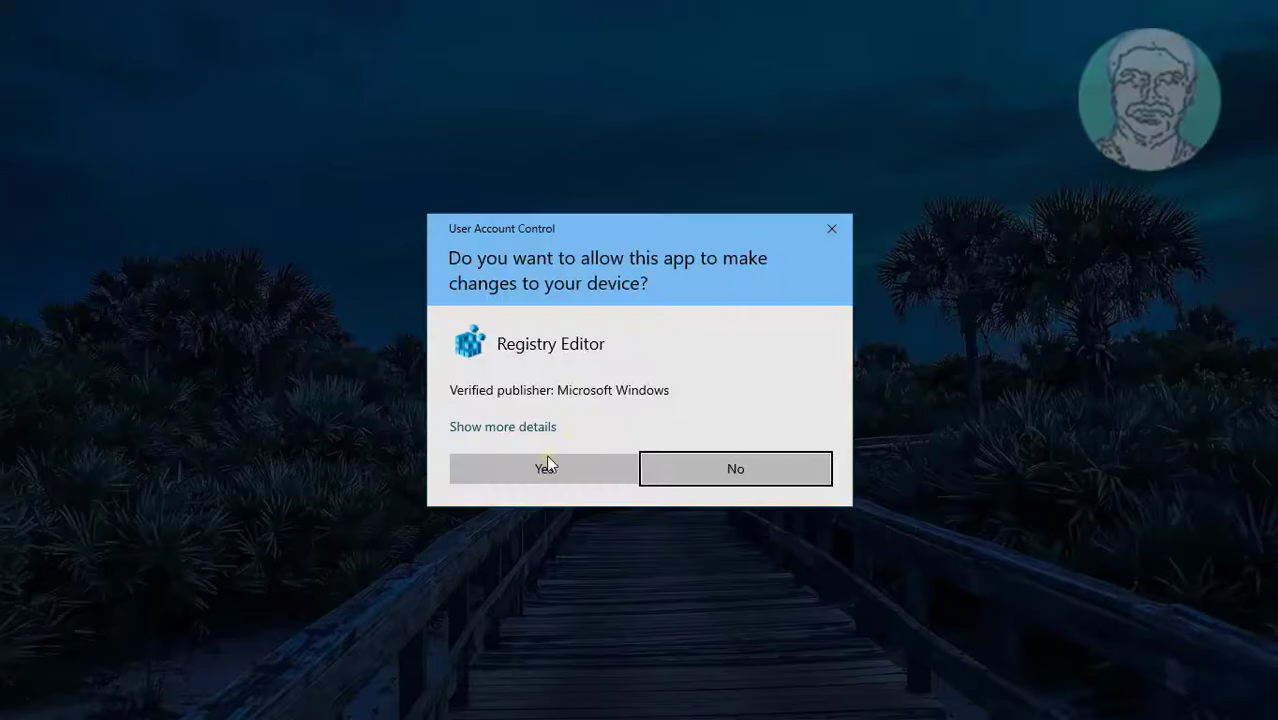 User Account Control
Do you want to allow this app to make
changes to your device?
Registry Editor
Verified publisher: Microsoft Windows
Show more details
Yes
No